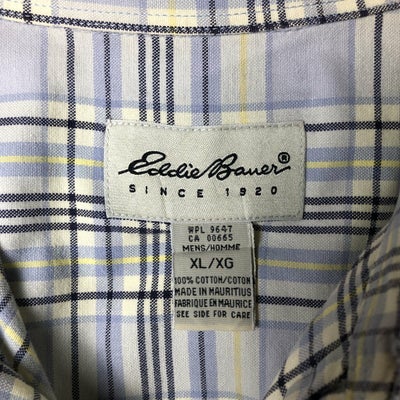 Eddie Bauer®
SINCE 1920
WPL 9647
CA 00665
MENS/HOMME
XL/XG
100% COTTON/COTON
MADE IN MAURITIUS
FABRIQUE EN MAURICE
SEE SIDE FOR CARE